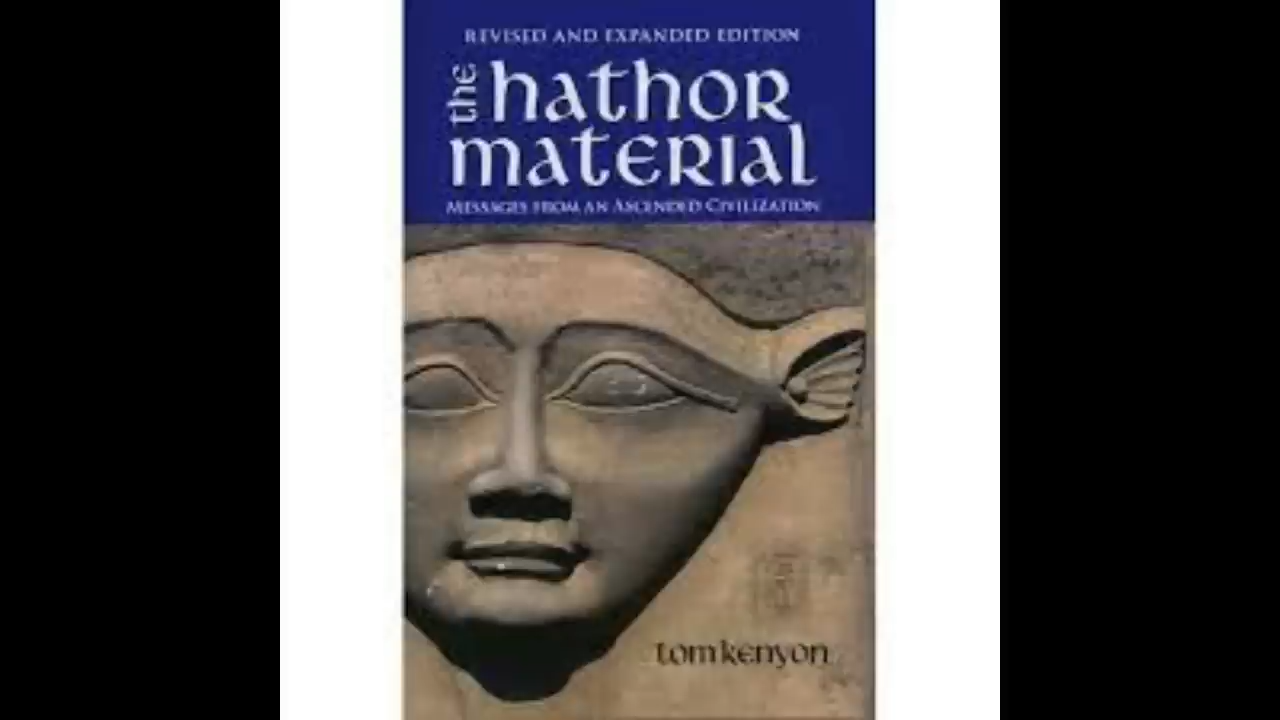 REVISED AND EXPANDED EDITION
the hathor
material
MESSAGES FROM AN ASCENDED CIVILIZATION
tom kenyon